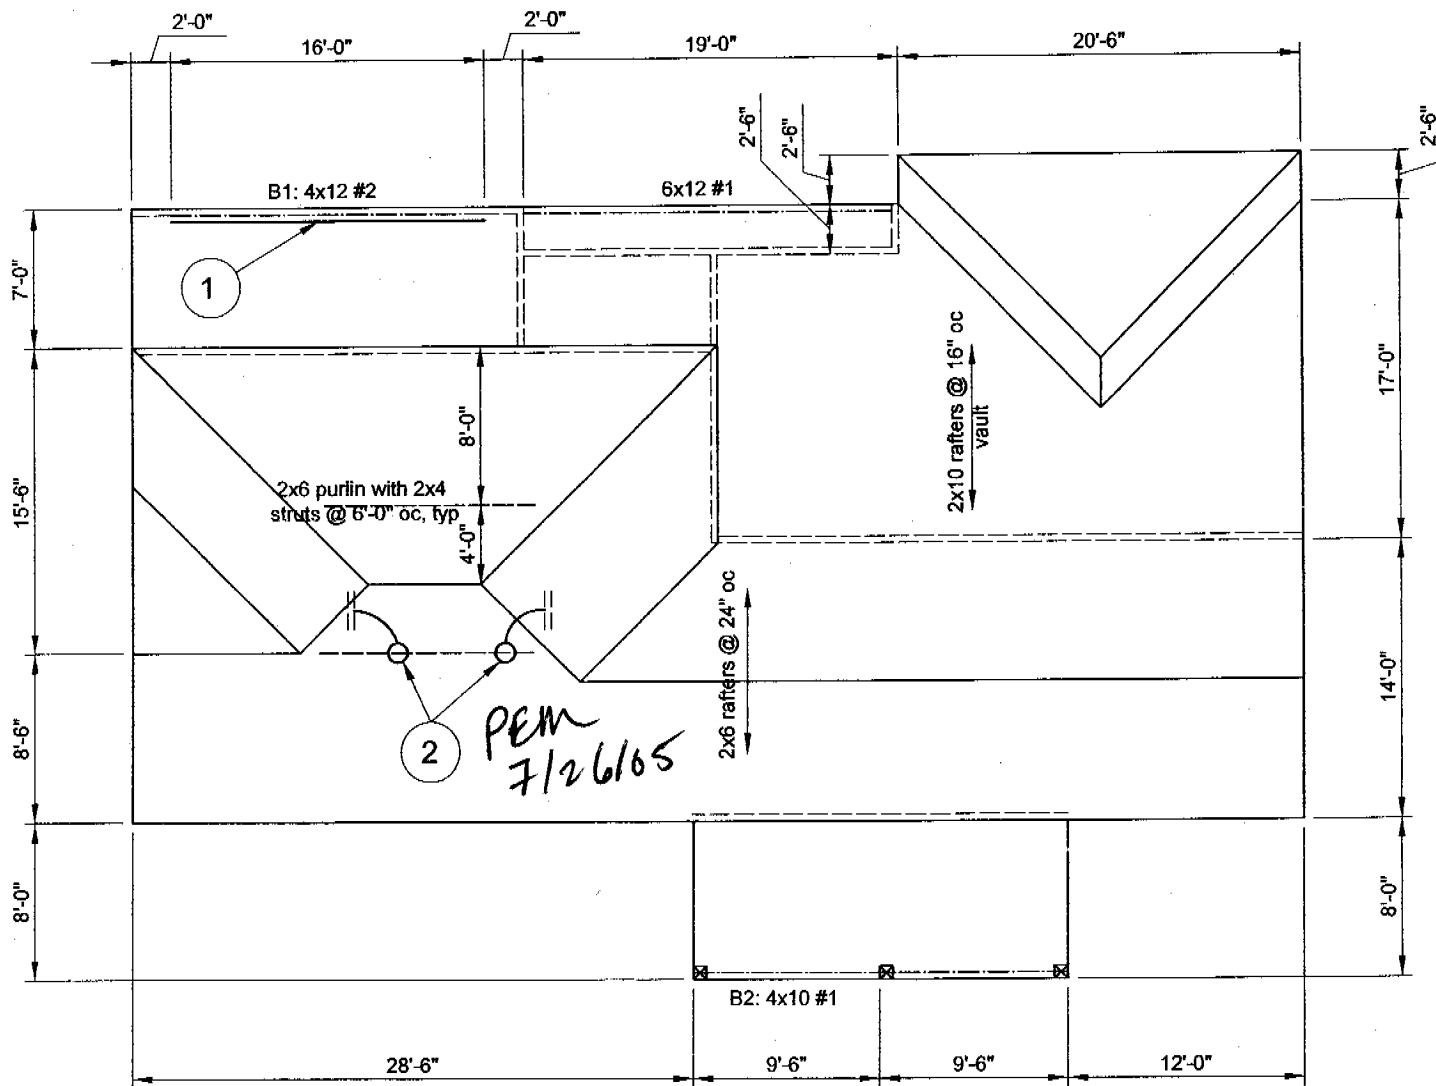 2'-0"
16'-0"
2'-0"
19'-0"
20'-6"
2'-6"
2'-6"
2'-6"
B1: 4x12 #2
6x12 #1
1
7'-0"
17'-0"
2x10 rafters @ 16" oc
vault
8'-0"
15'-6"
2x6 purlin with 2x4
struts @ 6'-0" oc, typ
4'-0"
2x6 rafters @ 24" oc
14'-0"
8'-6"
2
PEM
7/26/05
8'-0"
8'-0"
B2: 4x10 #1
28'-6"
9'-6"
9'-6"
12'-0"